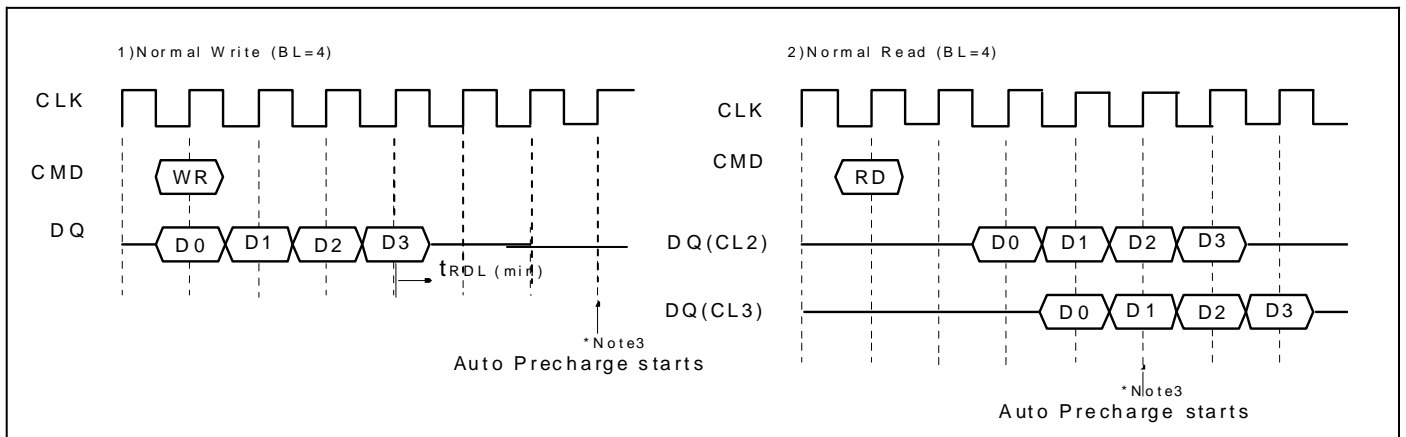 1)Normal Write (BL=4)
CLK
CMD
WR
DQ
D0 D1 D2 D3
tRDL (min)
*Note3
Auto Precharge starts
2)Normal Read (BL=4)
CLK
CMD
RD
DQ(CL2)
D0 D1 D2 D3
DQ(CL3)
D0 D1 D2 D3
*Note3
Auto Precharge starts